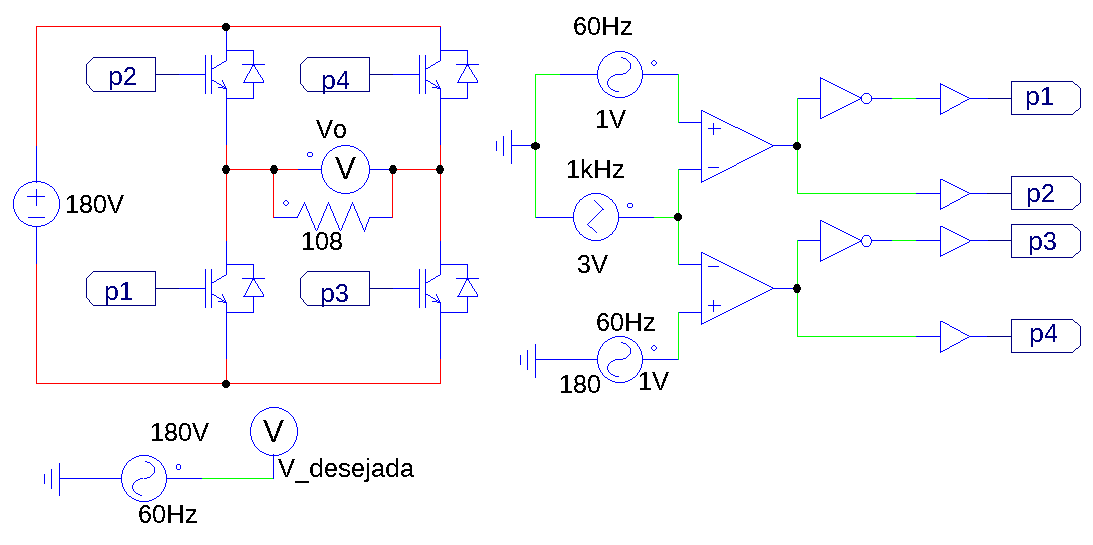 60Hz
p2
p4
p1
1V
Vo
V
1kHz
180V
p2
108
p3
3V
p1
p3
60Hz
p4
180
1V
180V
V
V_desejada
60Hz